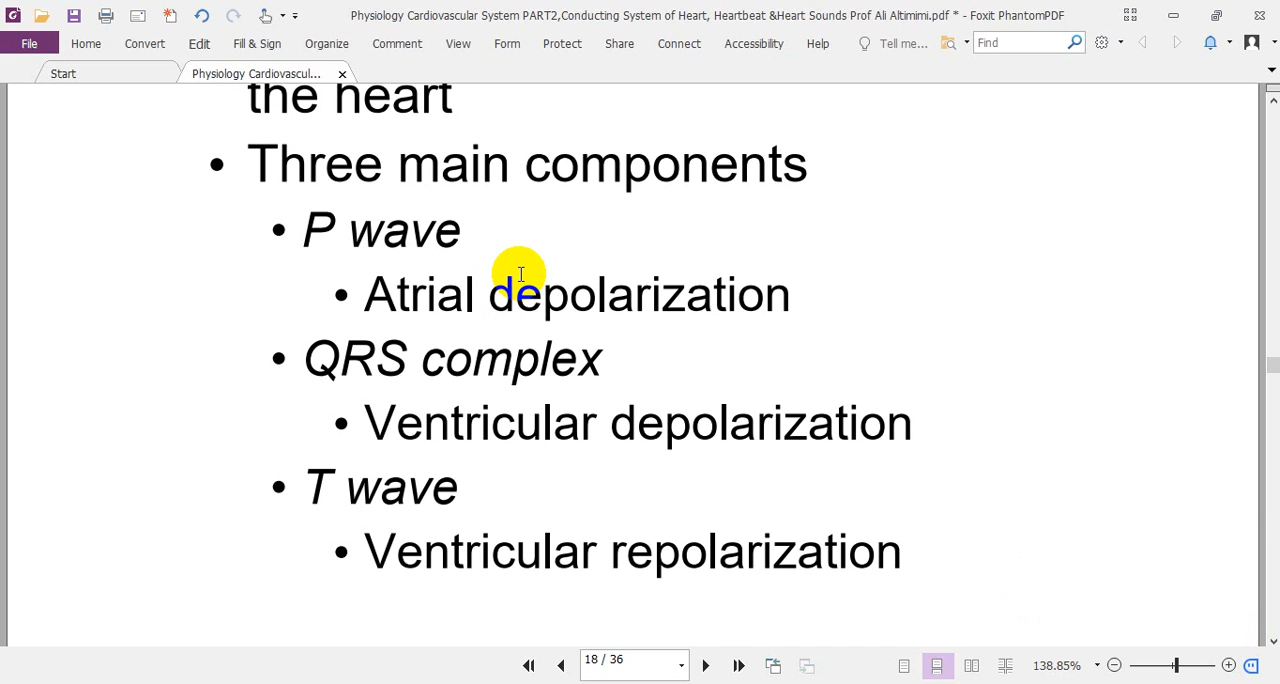 Physiology Cardiovascular System PART2,Conducting System of Heart, Heartbeat &Heart Sounds Prof Ali Altimimi.pdf * - Foxit PhantomPDF
File Home Convert Edit Fill & Sign Organize Comment View Form Protect Share Connect Accessibility Help Tell me... Find
Start Physiology Cardiovascul...
the heart
• Three main components
• P wave
• Atrial depolarization
• QRS complex
• Ventricular depolarization
• T wave
• Ventricular repolarization
18 / 36 138.85%